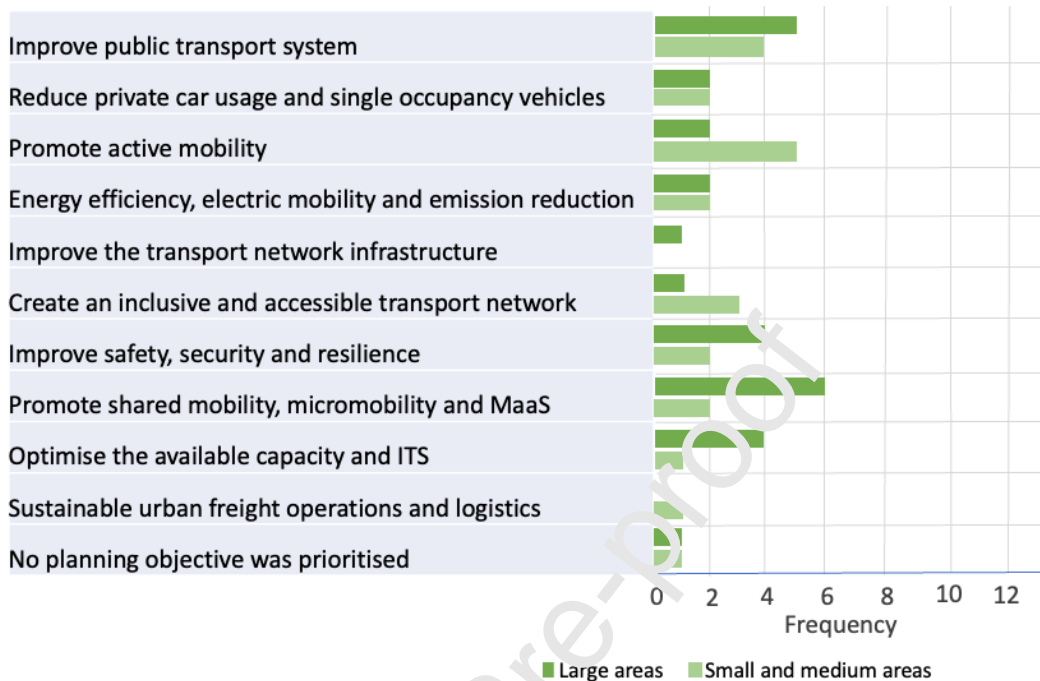 Improve public transport system
Reduce private car usage and single occupancy vehicles
Promote active mobility
Energy efficiency, electric mobility and emission reduction
Improve the transport network infrastructure
Create an inclusive and accessible transport network
Improve safety, security and resilience
Promote shared mobility, micromobility and MaaS
Optimise the available capacity and ITS
Sustainable urban freight operations and logistics
No planning objective was prioritised
0 2 4 6 8 10 12
Frequency
Large areas Small and medium areas
re-proof